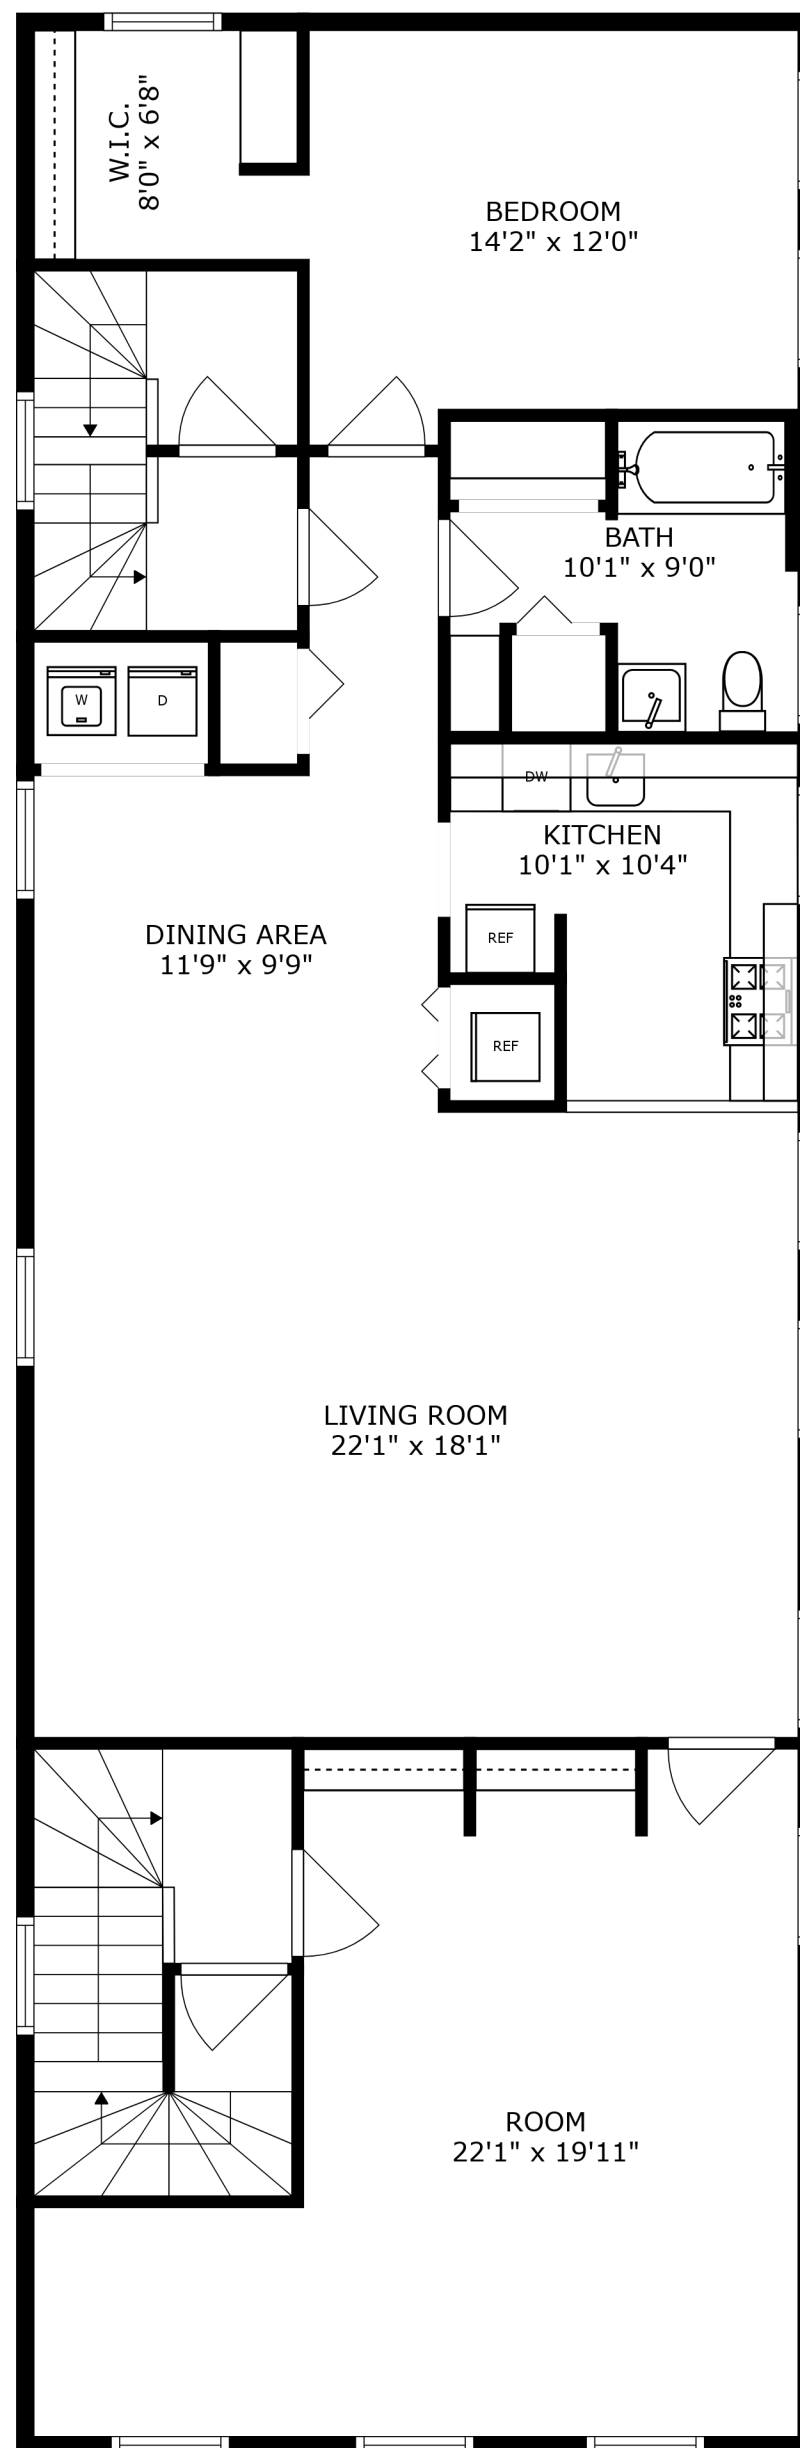 W.I.C.
8'0" x 6'8"
BEDROOM
14'2" x 12'0"
BATH
10'1" x 9'0"
W
D
DW
KITCHEN
10'1" x 10'4"
DINING AREA
11'9" x 9'9"
REF
REF
LIVING ROOM
22'1" x 18'1"
ROOM
22'1" x 19'11"